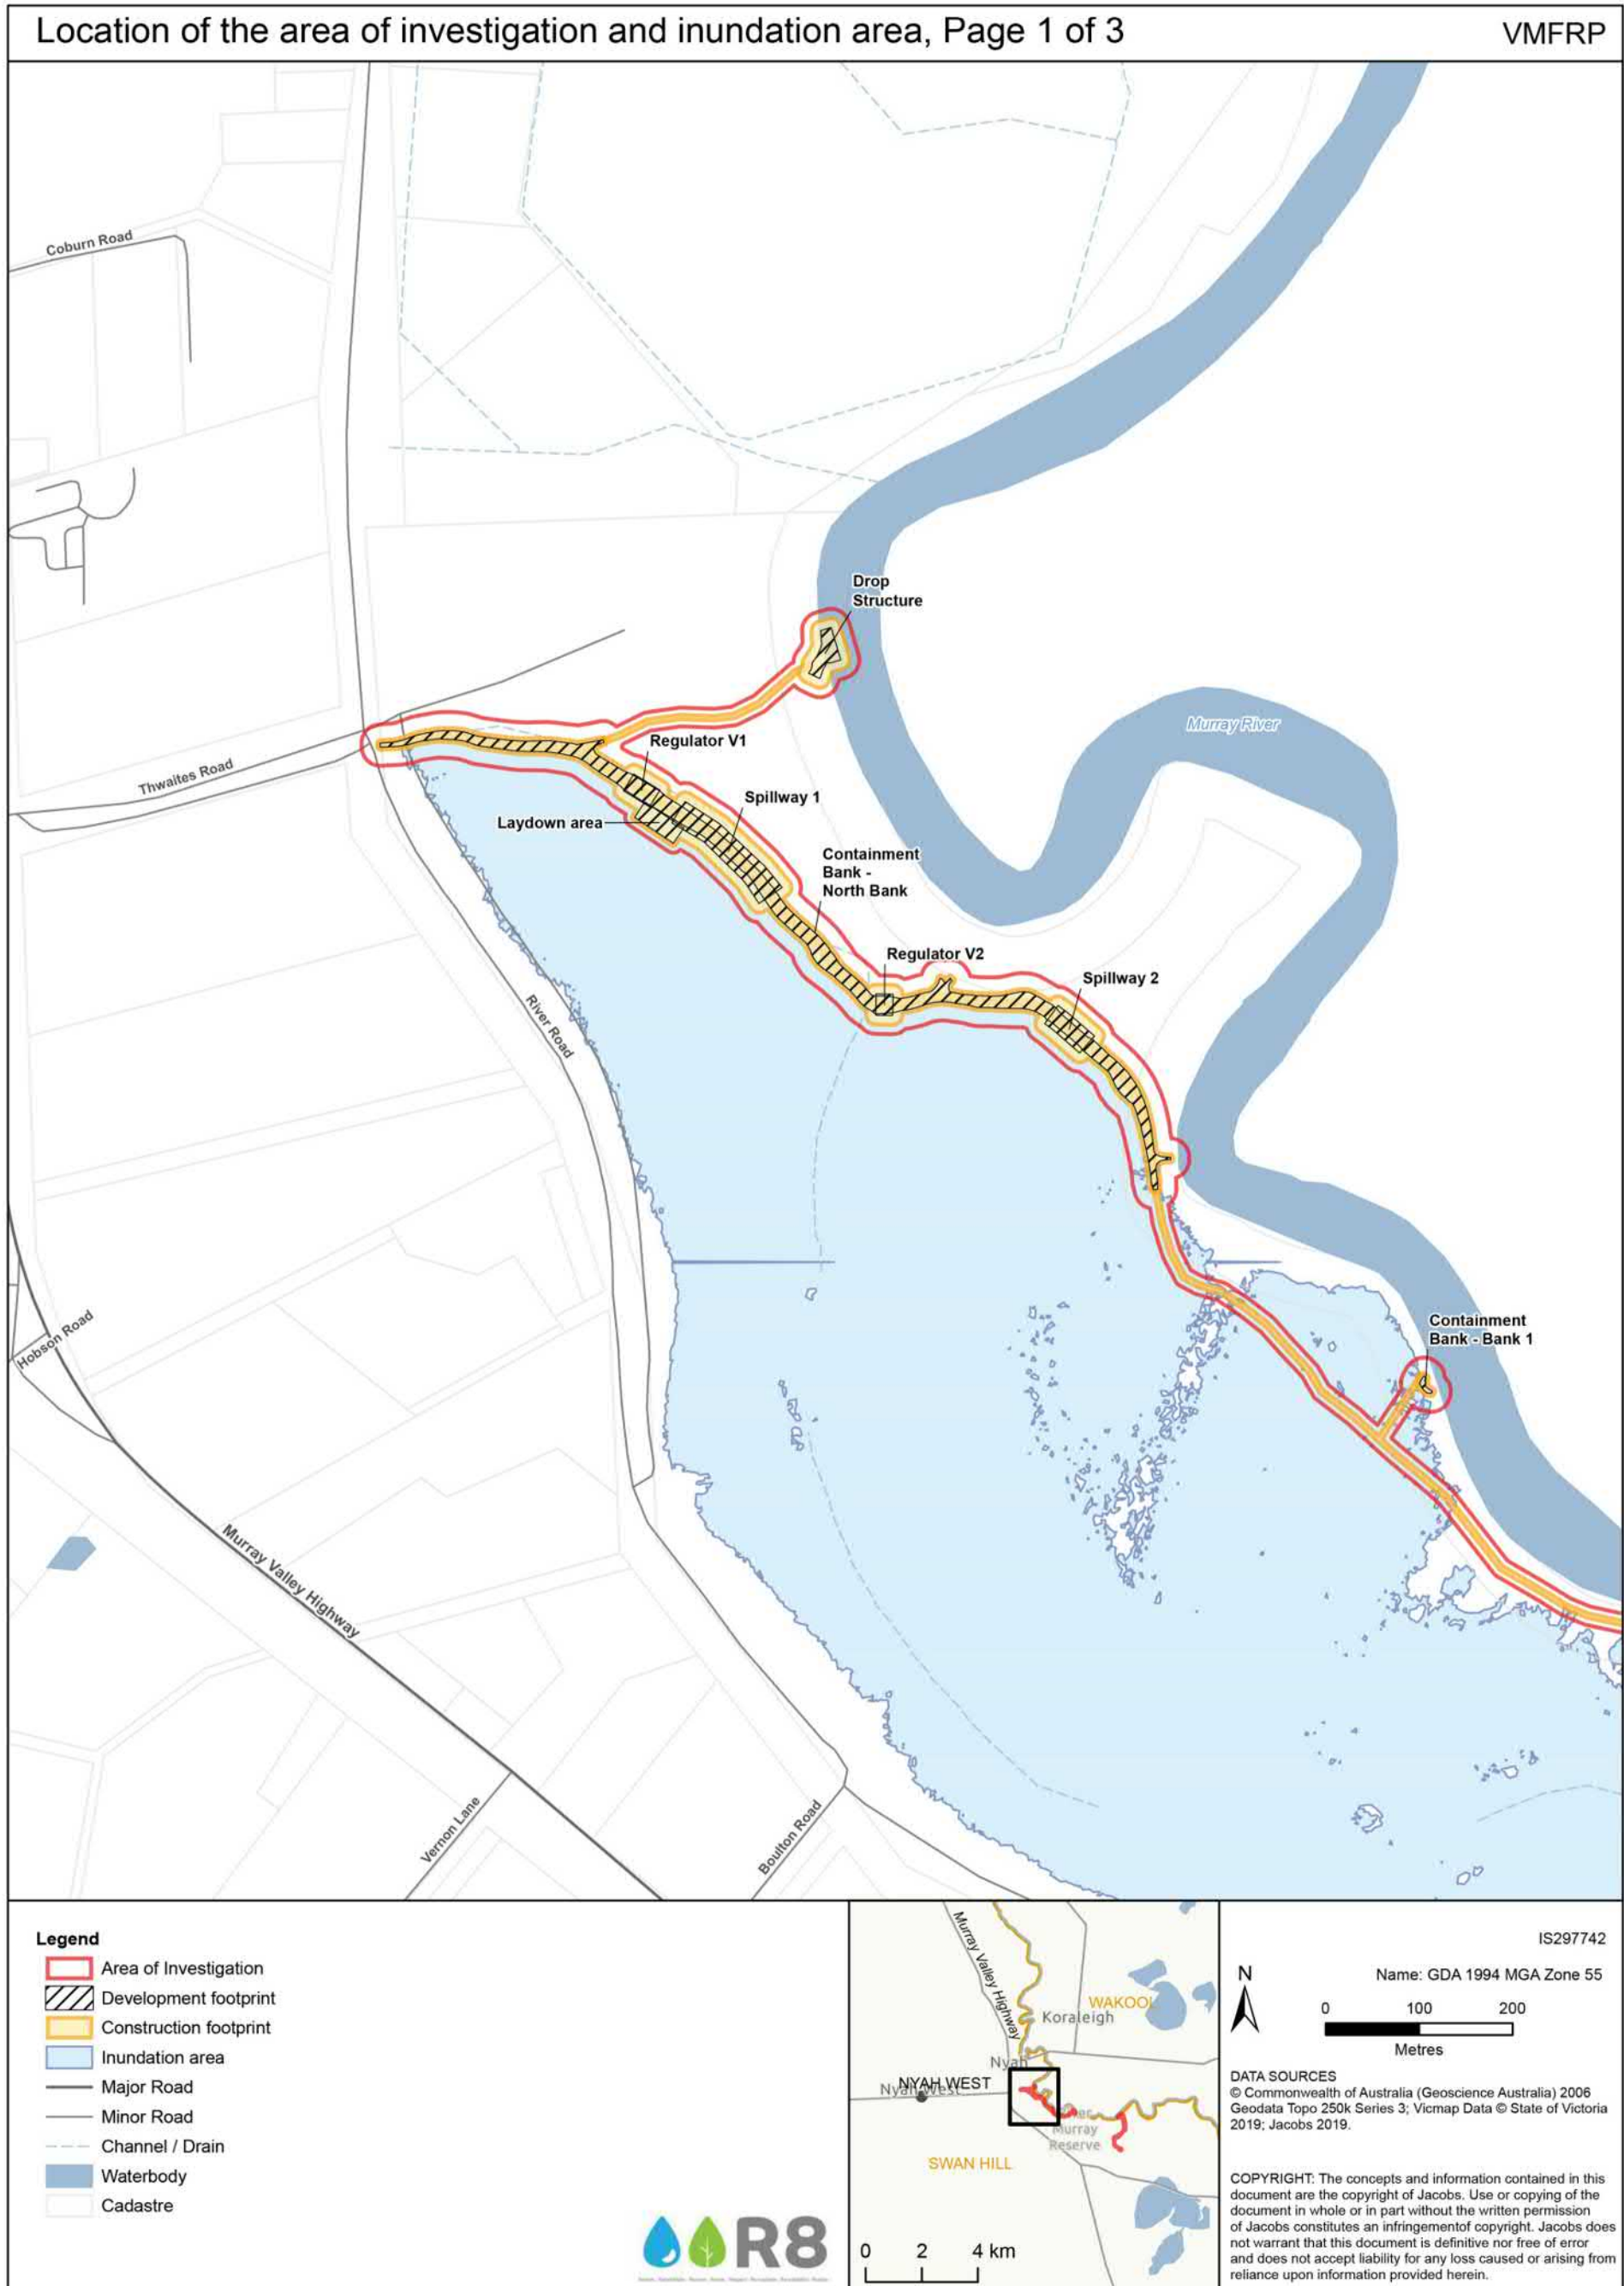 Location of the area of investigation and inundation area, Page 1 of 3
VMFRP
Coburn Road
Drop
Structure
Murray River
Regulator V1
Thwaites Road
Spillway 1
Laydown area
Containment
Bank -
North Bank
Regulator V2
Spillway 2
River Road
Containment
Bank - Bank 1
Hobson Road
Murray Valley Highway
Vernon Lane
Boulton Road
Legend
Area of Investigation
Development footprint
Construction footprint
Inundation area
Major Road
Minor Road
Channel / Drain
Waterbody
Cadastre
R8
Murray Valley Highway
WAKOOL
Koraleigh
Nyah
NYAH WEST
Nyah West
Murray
Reserve
SWAN HILL
0 2 4 km
IS297742
N
Name: GDA 1994 MGA Zone 55
0 100 200
Metres
DATA SOURCES
© Commonwealth of Australia (Geoscience Australia) 2006
Geodata Topo 250k Series 3; Vicmap Data © State of Victoria
2019; Jacobs 2019.
COPYRIGHT: The concepts and information contained in this
document are the copyright of Jacobs. Use or copying of the
document in whole or in part without the written permission
of Jacobs constitutes an infringementof copyright. Jacobs does
not warrant that this document is definitive nor free of error
and does not accept liability for any loss caused or arising from
reliance upon information provided herein.